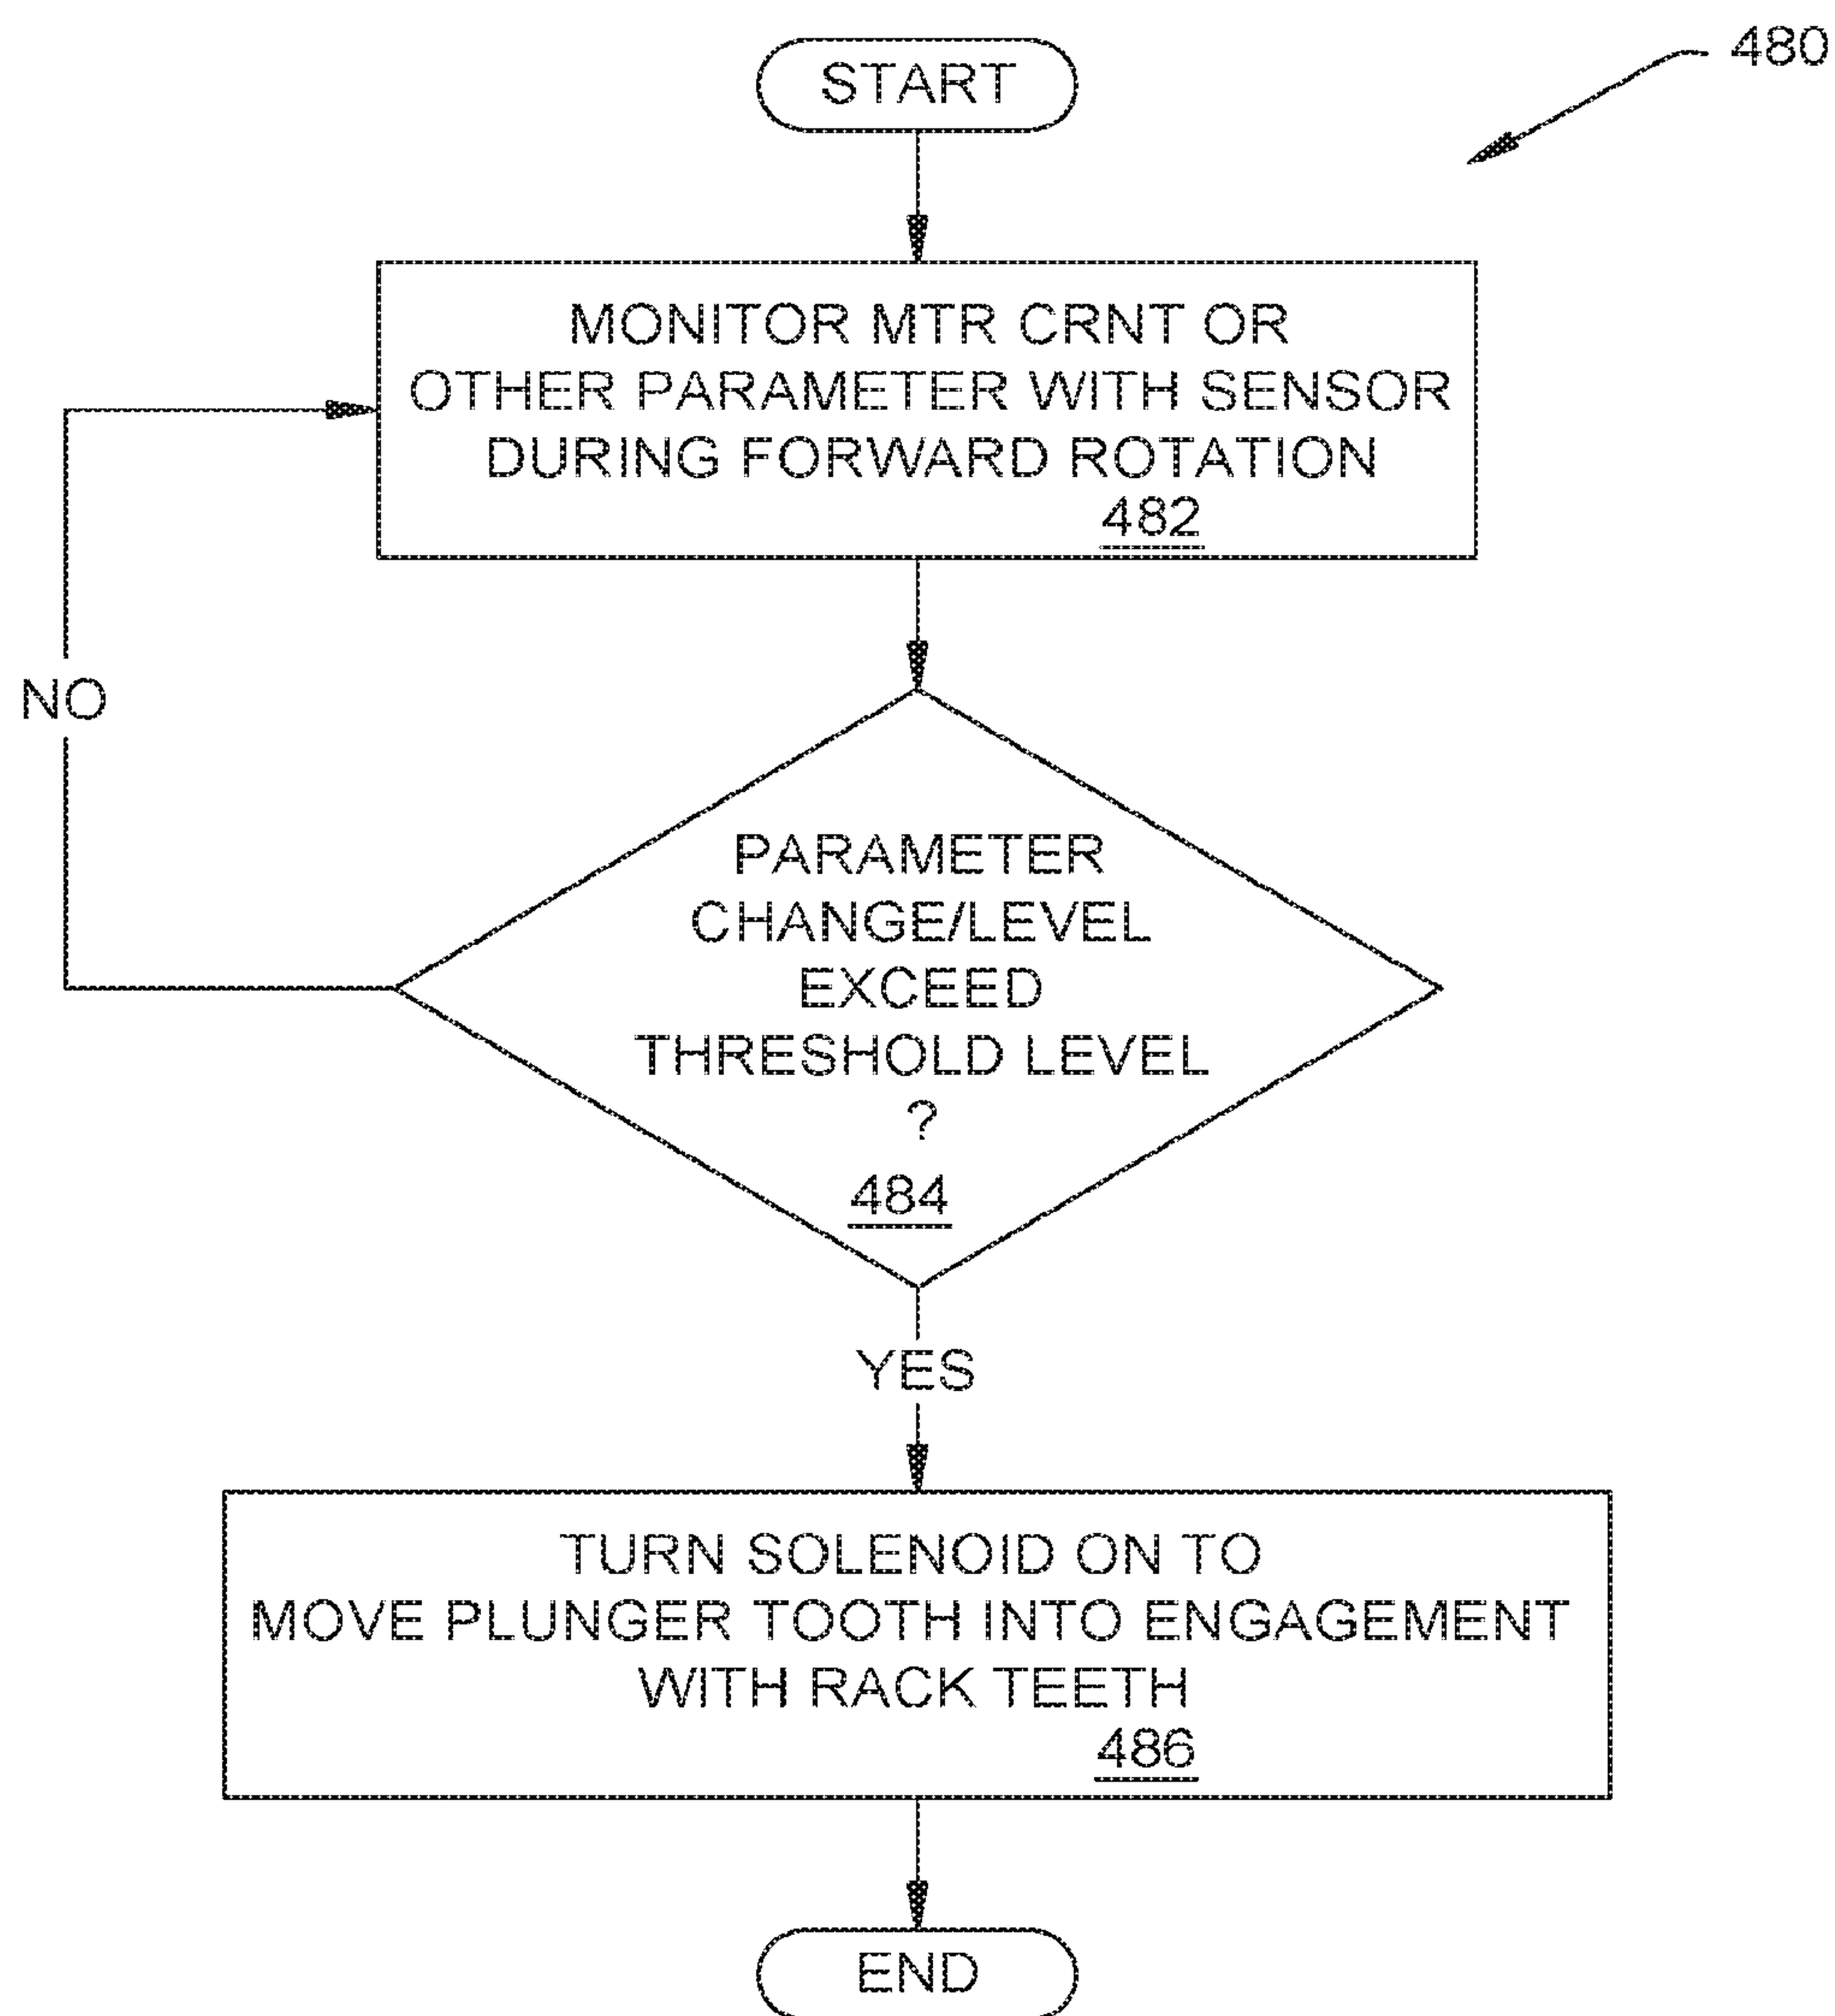 START
480
MONITOR MTR CRNT OR
OTHER PARAMETER WITH SENSOR
DURING FORWARD ROTATION
482
NO
PARAMETER
CHANGE/LEVEL
EXCEED
THRESHOLD LEVEL
?
484
YES
TURN SOLENOID ON TO
MOVE PLUNGER TOOTH INTO ENGAGEMENT
WITH RACK TEETH
486
END